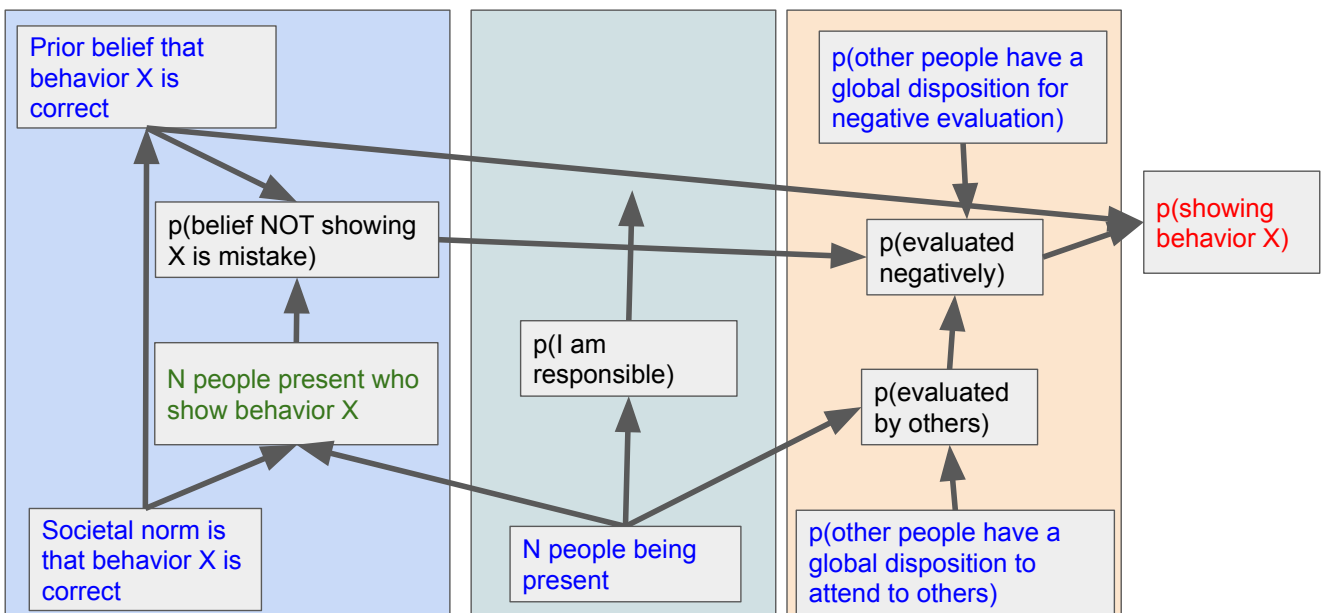 Prior belief that
behavior X is
correct
p(other people have a
global disposition for
negative evaluation)
p(belief NOT showing
X is mistake)
p(evaluated
negatively)
p(showing
behavior X)
p(I am
responsible)
N people present who
show behavior X
p(evaluated
by others)
Societal norm is
that behavior X is
correct
N people being
present
p(other people have a
global disposition to
attend to others)